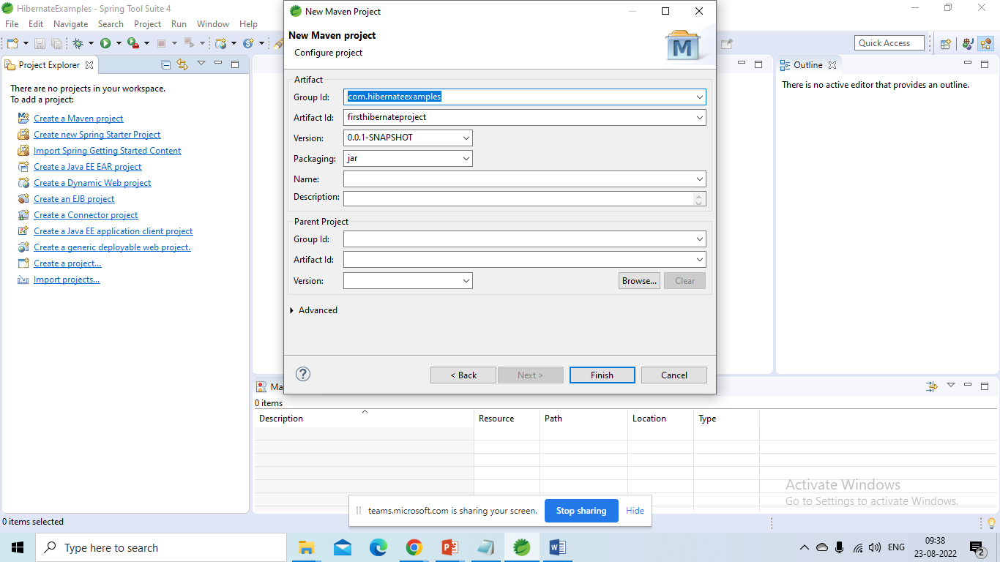 HibernateExamples - Spring Tool Suite 4
File Edit Navigate Search Project Run Window Help
Quick Access
Project Explorer
There are no projects in your workspace.
To add a project:
Create a Maven project
Create new Spring Starter Project
Import Spring Getting Started Content
Create a Java EE EAR project
Create a Dynamic Web project
Create an EJB project
Create a Connector project
Create a Java EE application client project
Create a generic deployable web project.
Create a project...
Import projects...
New Maven Project
New Maven project
Configure project
M
Artifact
Group Id: com.hibernateexamples
Artifact Id: firsthibernateproject
Version: 0.0.1-SNAPSHOT
Packaging: jar
Name:
Description:
Parent Project
Group Id:
Artifact Id:
Version:
Browse... Clear
Advanced
< Back Next > Finish Cancel
Outline
There is no active editor that provides an outline.
Ma
0 items
Description Resource Path Location Type
Activate Windows
Go to Settings to activate Windows.
teams.microsoft.com is sharing your screen. Stop sharing Hide
0 items selected
Type here to search
ENG
09:38
23-08-2022
2